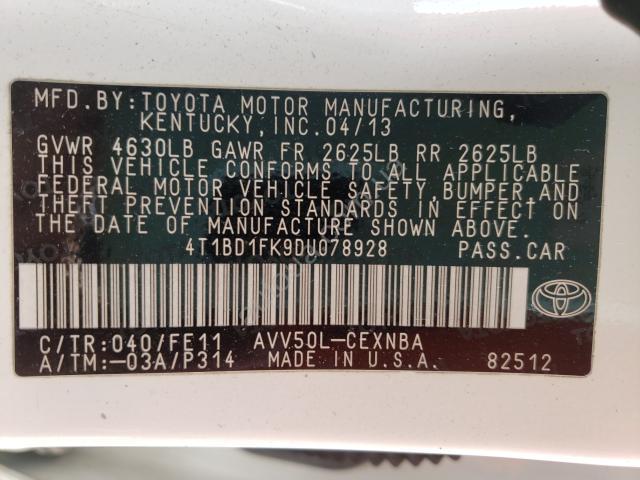 MFD.BY:TOYOTA MOTOR MANUFACTURING,
KENTUCKY,INC.04/13
GVWR 4630LB GAWR FR 2625LB RR 2625LB
THIS VEHICLE CONFORMS TO ALL APPLICABLE
FEDERAL MOTOR VEHICLE SAFETY,BUMPER,AND
THEFT PREVENTION STANDARDS IN EFFECT ON
THE DATE OF MANUFACTURE SHOWN ABOVE.
4T1BD1FK9DU078928 PASS.CAR
C/TR:040/FE11 AVV50L-CEXNBA
A/TM:-03A/P314 MADE IN U.S.A. 82512